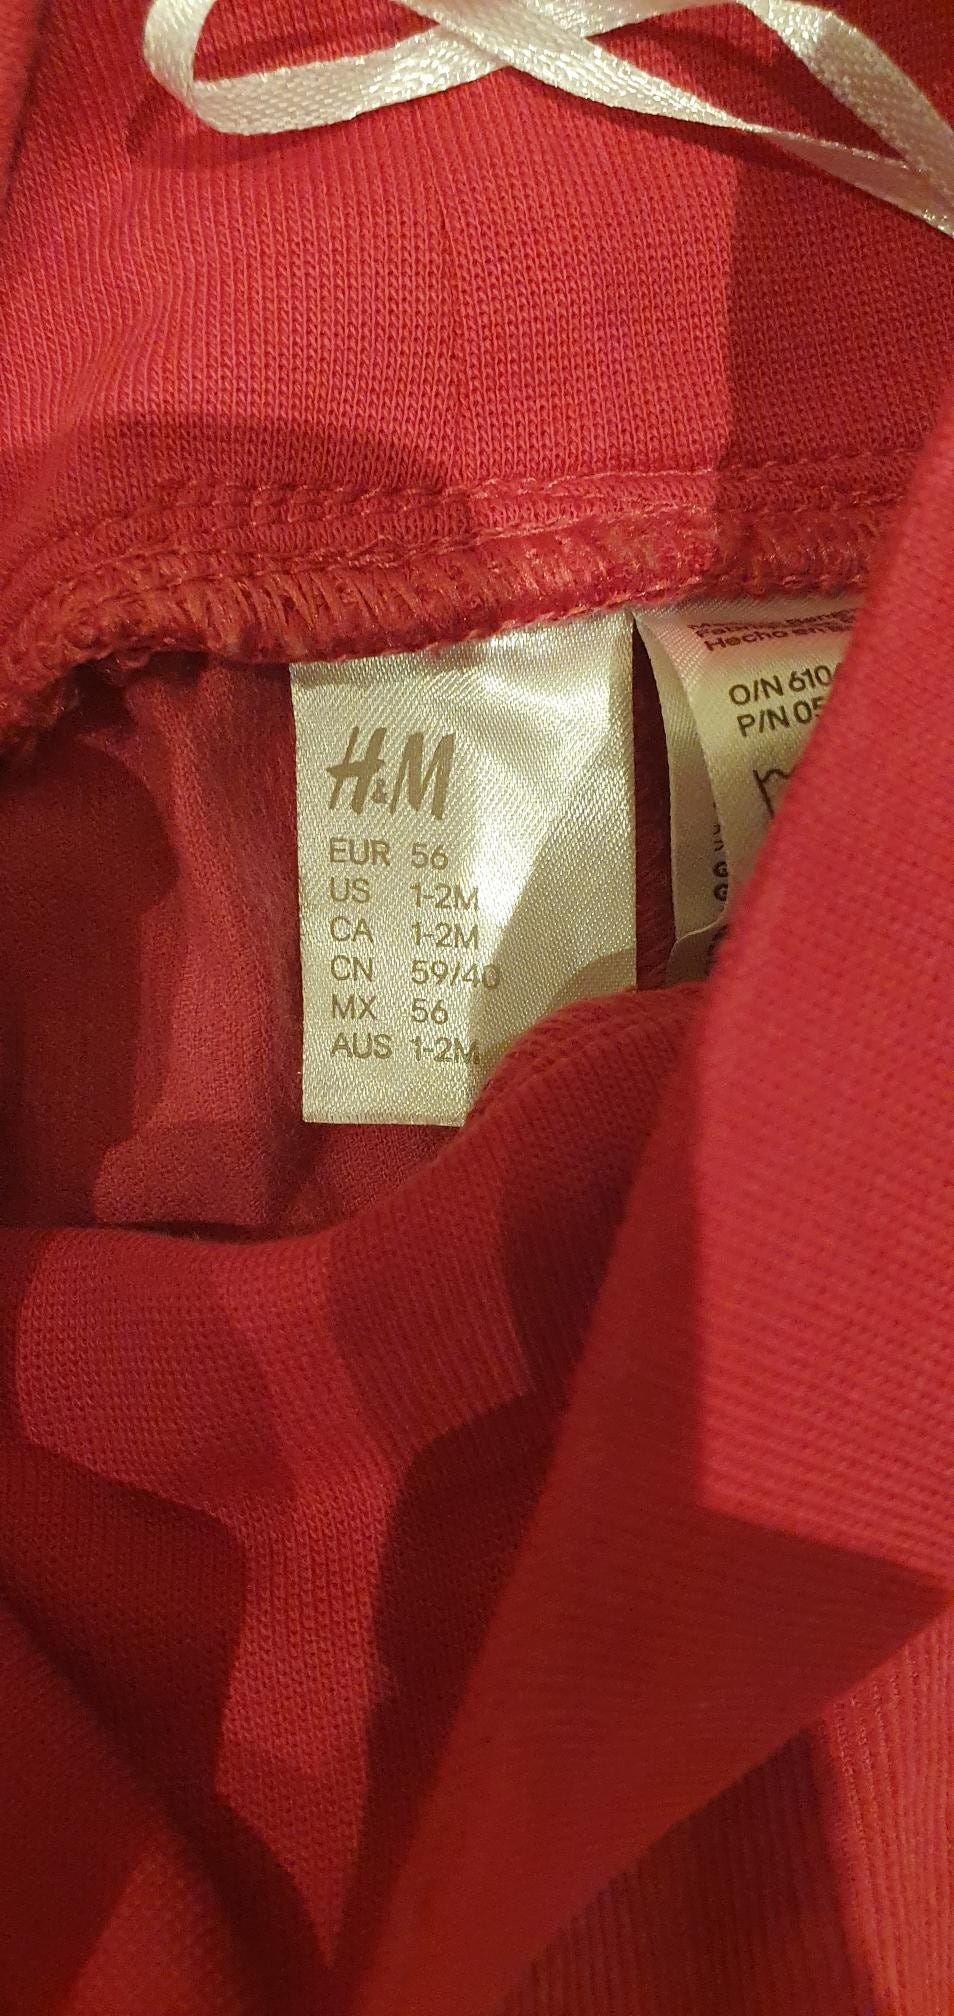 H&M
EUR 56
US 1-2M
CA 1-2M
CN 59/40
MX 56
AUS 1-2M
Hecho en
O/N 610
P/N 05